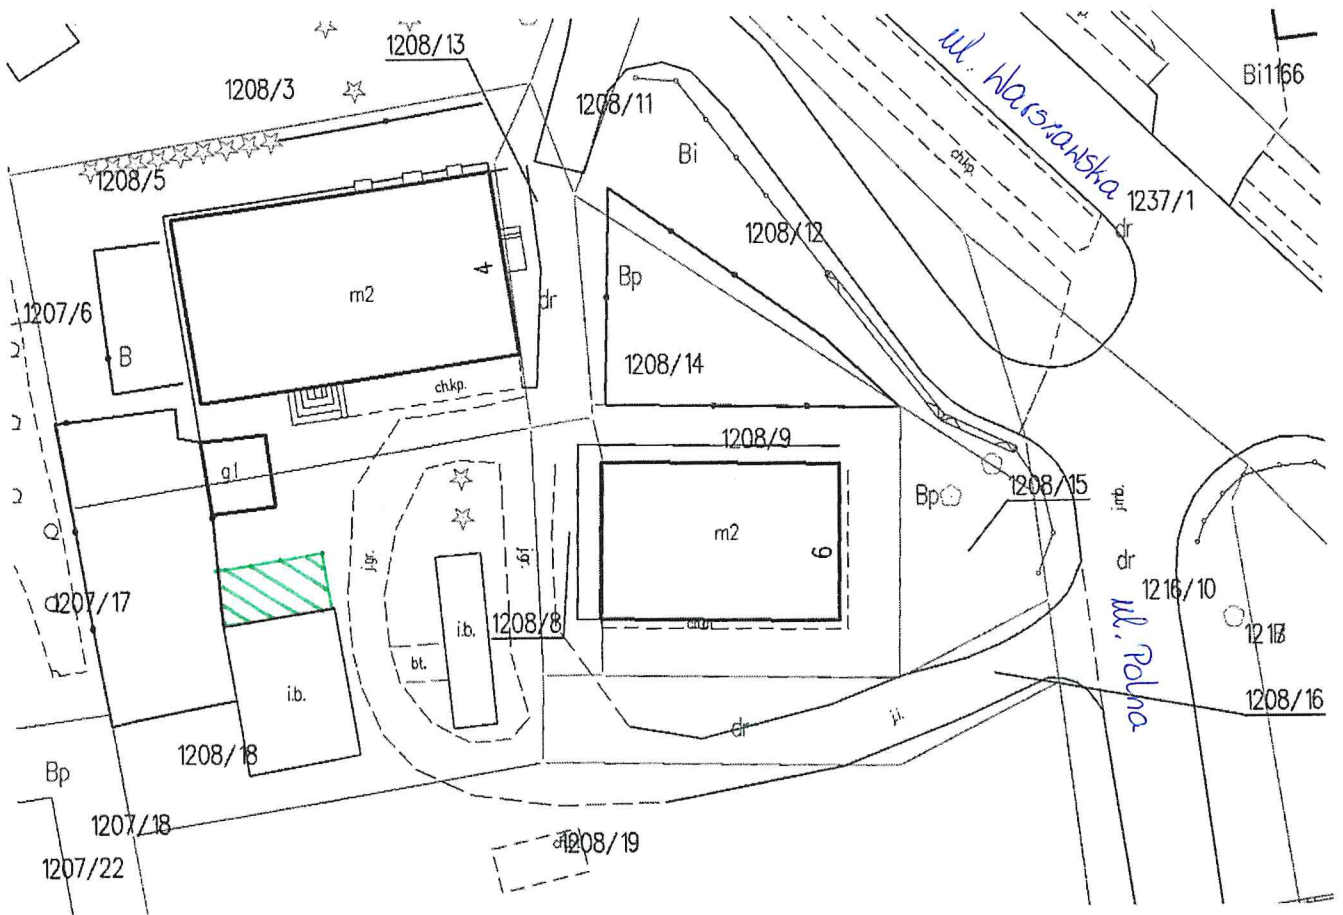 1208/13
ul. Warszawska
1208/3
Bi1166
1208/11
Bi
ch.kp.
1208/5
1237/1
dr
1208/12
4
m2
Bp
dr
1207/6
B
1208/14
ch.kp.
1208/9
g1
Bp
1208/15
m2
6
j.mb.
j.gr.
j.gr.
dr
1216/10
1207/17
1208/8
i.b.
ul. Polna
bt.
i.b.
1208/16
dr
j.i.
1208/18
Bp
1207/18
1208/19
1207/22